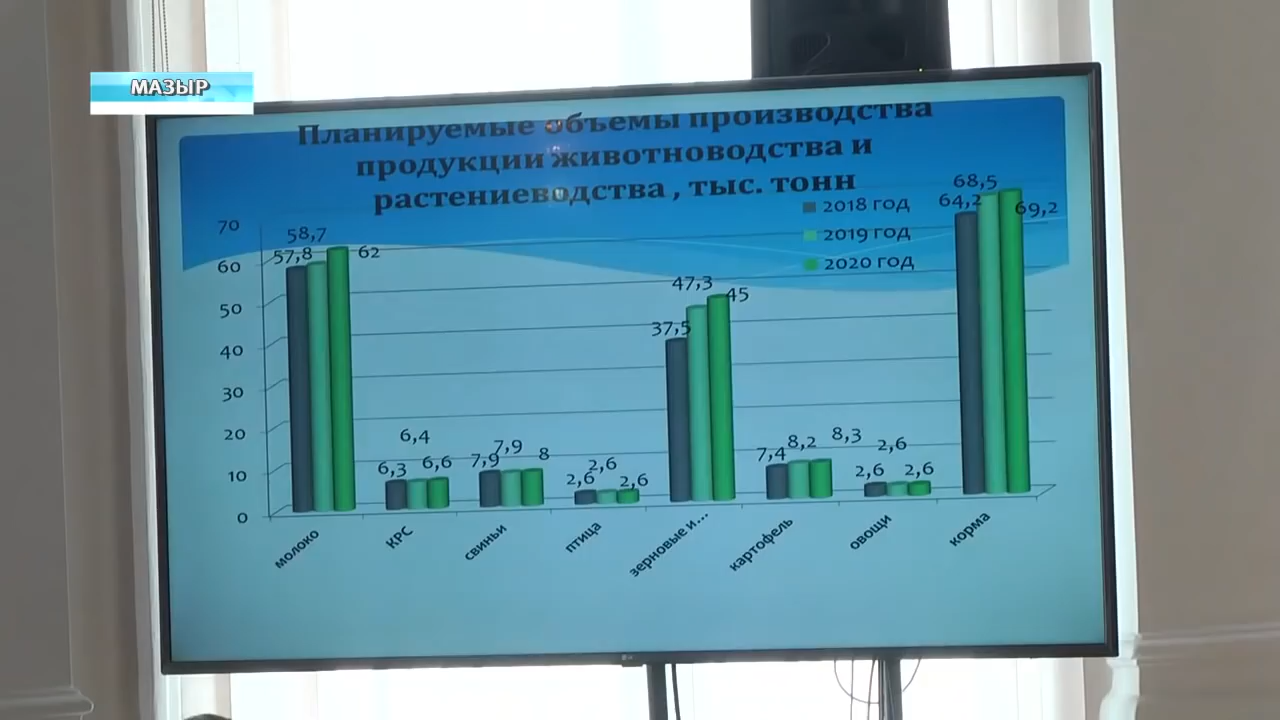 МАЗЫР
Планируемые объемы производства
продукции животноводства и
растениеводства , тыс. тонн
2018 год
2019 год
2020 год
70
60
50
40
30
20
10
0
57,8
58,7
62
6,3
6,4
6,6
7,9
7,9
8
2,6
2,6
2,6
37,5
47,3
45
7,4
8,2
8,3
2,6
2,6
2,6
64,2
68,5
69,2
молоко
КРС
свиньи
птица
зерновые и...
картофель
овощи
корма
LG